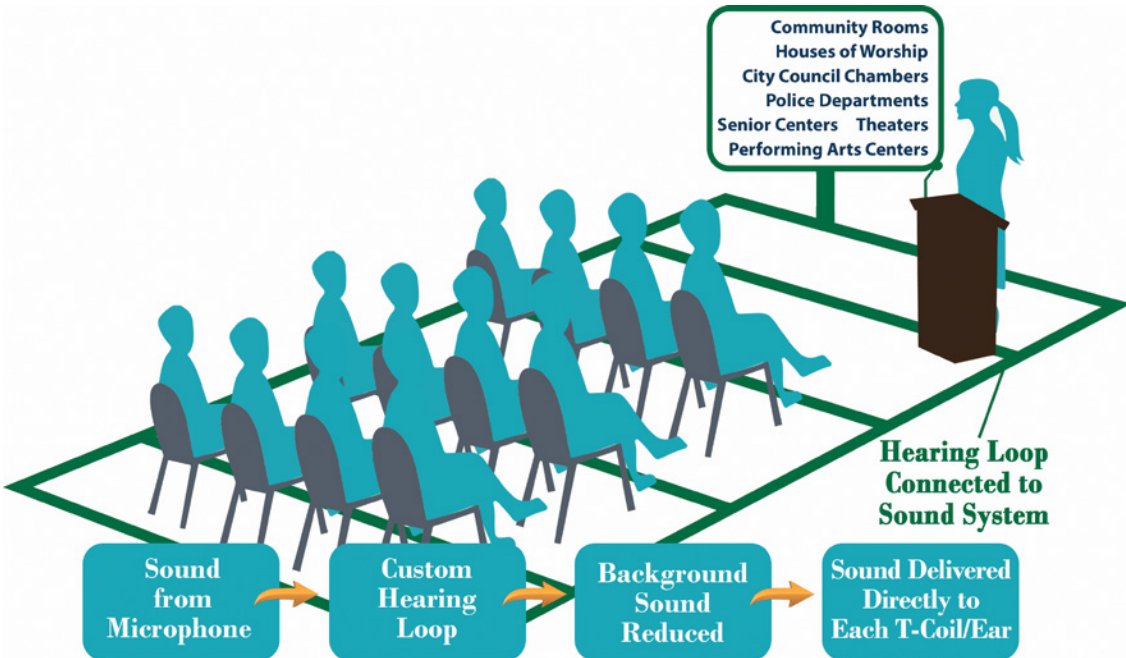 Community Rooms
Houses of Worship
City Council Chambers
Police Departments
Senior Centers Theaters
Performing Arts Centers
Hearing Loop
Connected to
Sound System
Sound
from
Microphone
Custom
Hearing
Loop
Background
Sound
Reduced
Sound Delivered
Directly to
Each T-Coil/Ear